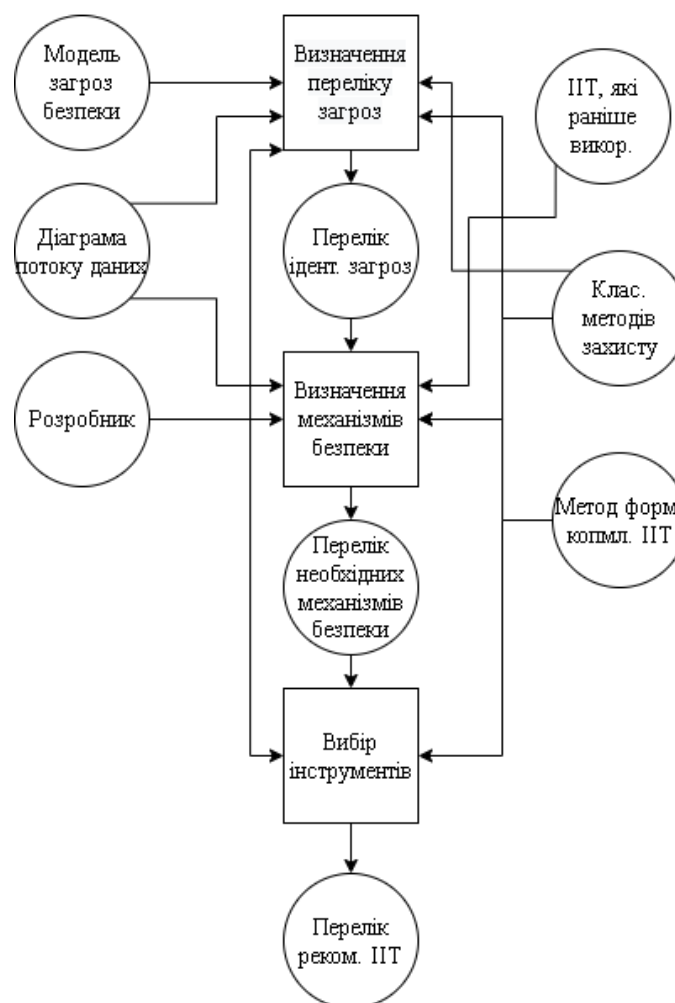 Модель
загроз
безпеки
Визначення
переліку
загроз
ІІТ, які
раніше
викор.
Діаграма
потоку даних
Перелік
ідент. загроз
Клас.
методів
захисту
Розробник
Визначення
механізмів
безпеки
Метод форм
копмл. ІІТ
Перелік
необхідних
механізмів
безпеки
Вибір
інструментів
Перелік
реком. ІІТ